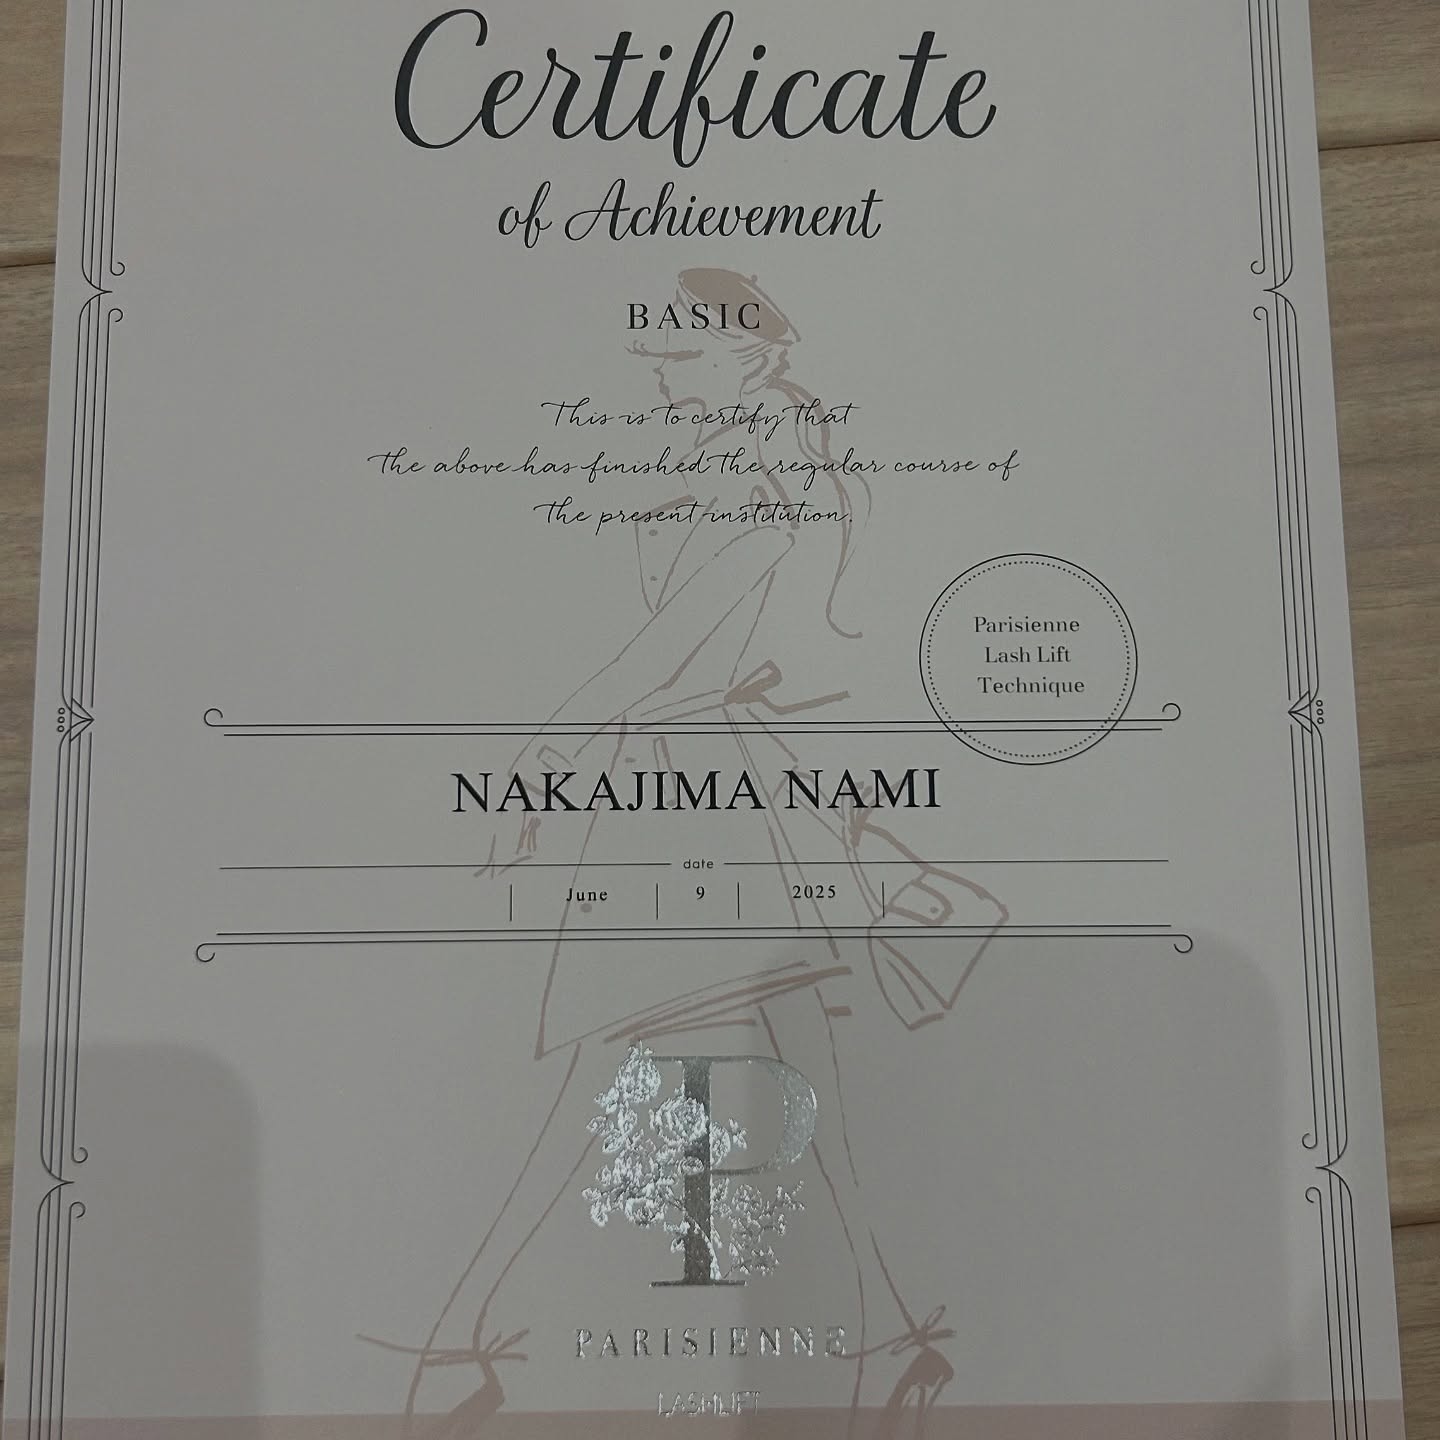 Certificate
of Achievement
BASIC
This is to certify that
the above has finished the regular course of
the present institution.
Parisienne
Lash Lift
Technique
NAKAJIMA NAMI
date
June 9 2025
P
PARISIENNE
LASHLIFT